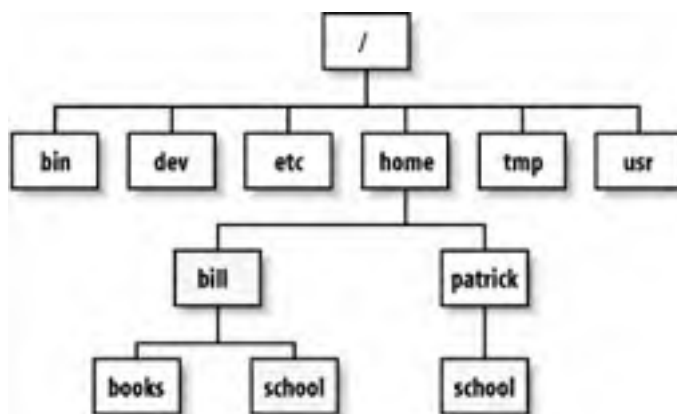 /
bin dev etc home tmp usr
bill patrick
books school school